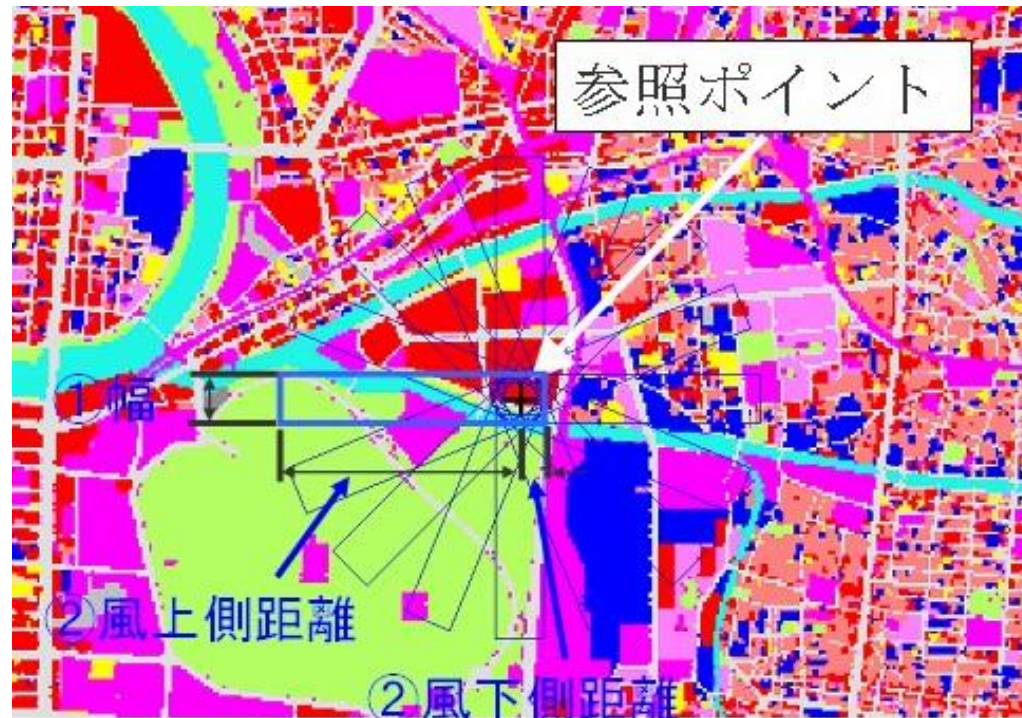 参照ポイント
①幅
②風上側距離
②風下側距離